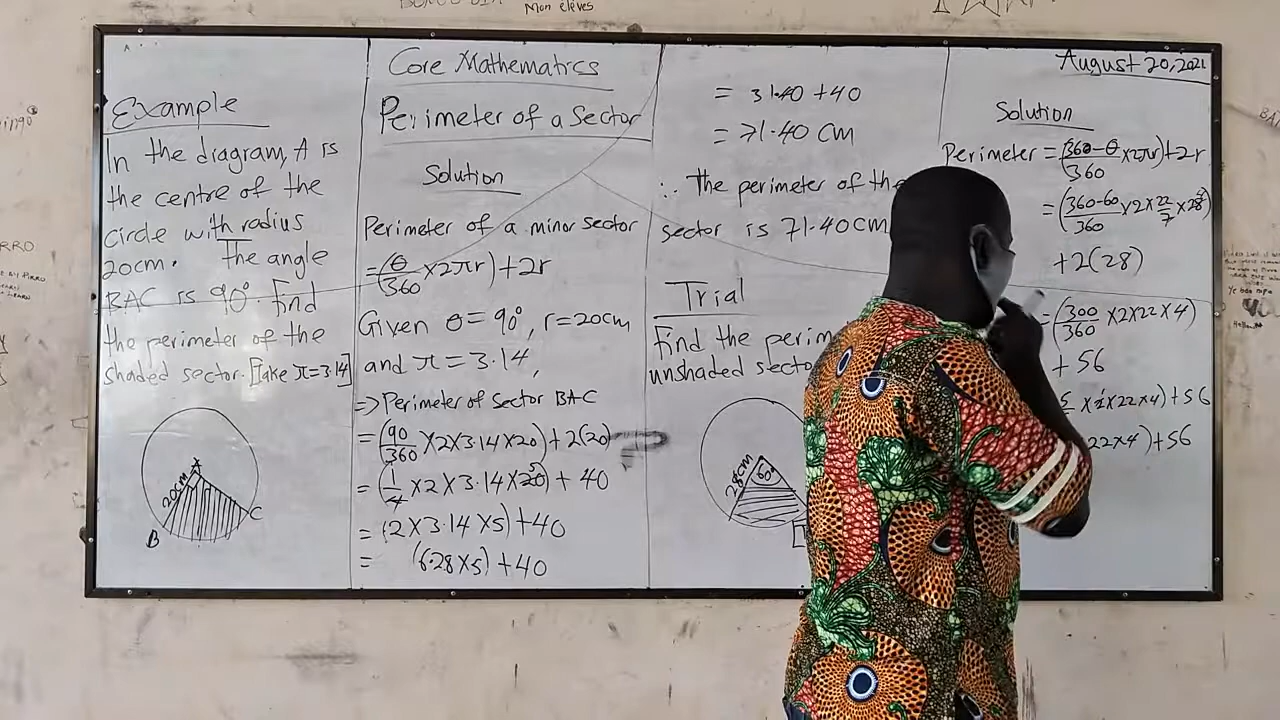 Mon élèves
Example
In the diagram, A is
the centre of the
circle with radius
20cm. The angle
BAC is 90°. Find
the perimeter of the
shaded sector. [Take π=3.14]
A
20cm
B
C
Core Mathematics
Perimeter of a Sector
Solution
Perimeter of a minor sector
= (θ/360 × 2πr) + 2r
Given θ = 90°, r = 20cm
and π = 3.14,
=> Perimeter of Sector BAC
= (90/360 × 2 × 3.14 × 20) + 2(20)
= (1/4 × 2 × 3.14 × 20 5) + 40
= (2 × 3.14 × 5) + 40
= (6.28 × 5) + 40
= 31.40 + 40
= 71.40 cm
∴ The perimeter of the
sector is 71.40cm
Trial
Find the perim
unshaded secto
28cm
60°
August 20, 2021
Solution
Perimeter = (360-θ/360 × 2πr) + 2r
= (360-60/360 × 2 × 22/7 × 28 4)
+ 2(28)
= (300/360 × 2 × 22 × 4)
+ 56
× 2 × 22 × 4) + 56
22 × 4) + 56